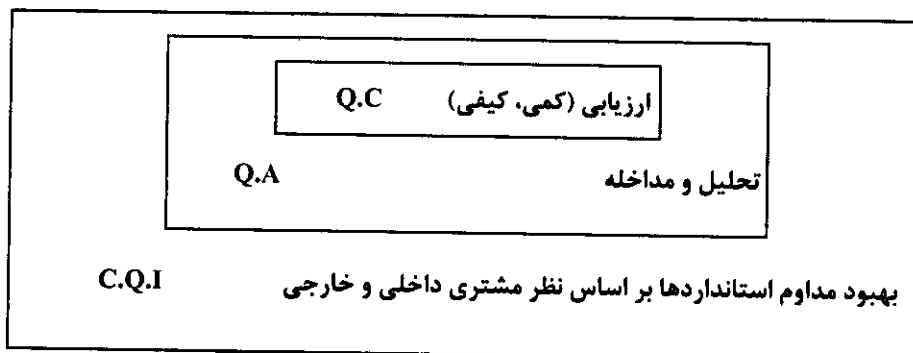 ارزیابی (کمی، کیفی) Q.C
تحلیل و مداخله Q.A
بهبود مداوم استانداردها بر اساس نظر مشتری داخلی و خارجی C.Q.I